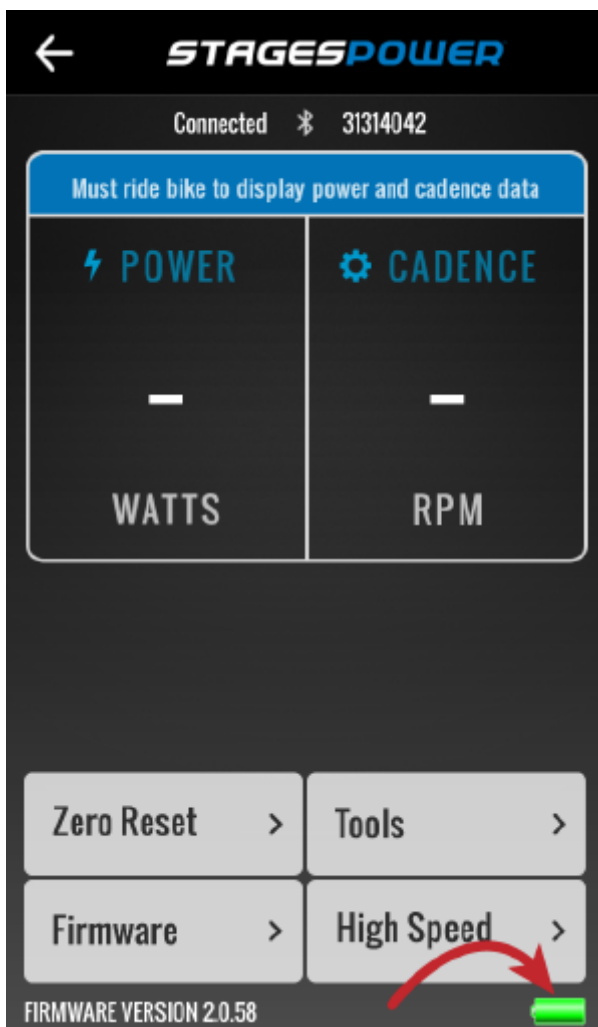 STAGESPOWER
Connected 31314042
Must ride bike to display power and cadence data
POWER
CADENCE
–
–
WATTS
RPM
Zero Reset >
Tools >
Firmware >
High Speed >
FIRMWARE VERSION 2.0.58